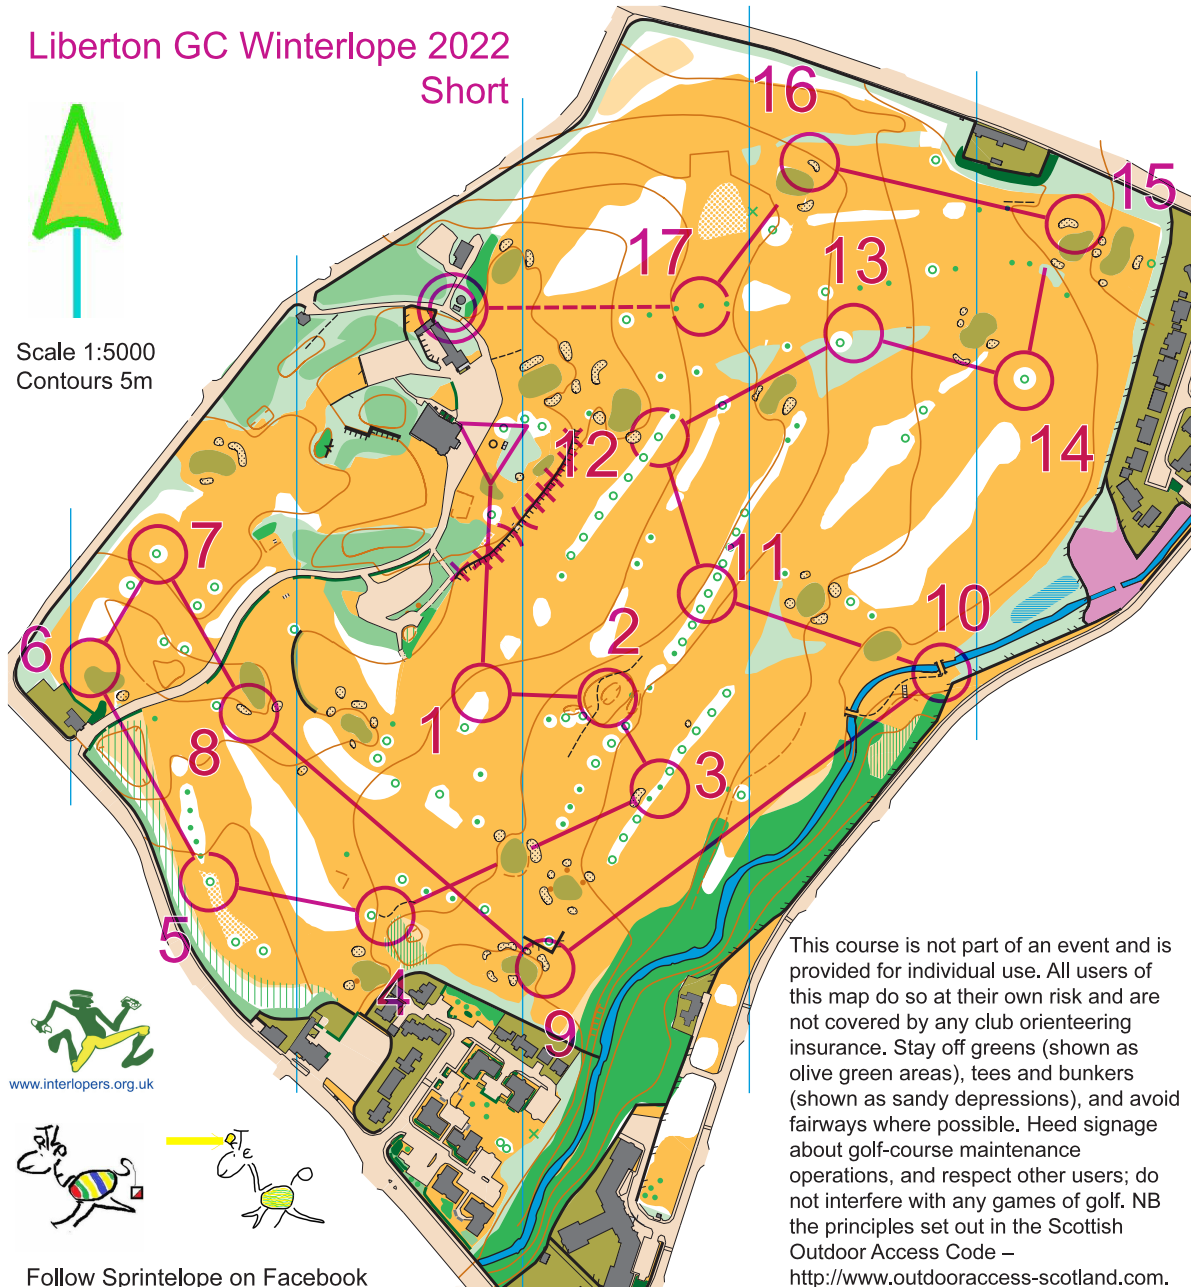 Liberton GC Winterlope 2022
Short
Scale 1:5000
Contours 5m
16
15
17
13
12
14
11
7
10
6
2
1
8
3
5
4
9
www.interlopers.org.uk
Follow Sprintelope on Facebook
This course is not part of an event and is
provided for individual use. All users of
this map do so at their own risk and are
not covered by any club orienteering
insurance. Stay off greens (shown as
olive green areas), tees and bunkers
(shown as sandy depressions), and avoid
fairways where possible. Heed signage
about golf-course maintenance
operations, and respect other users; do
not interfere with any games of golf. NB
the principles set out in the Scottish
Outdoor Access Code –
http://www.outdooraccess-scotland.com.